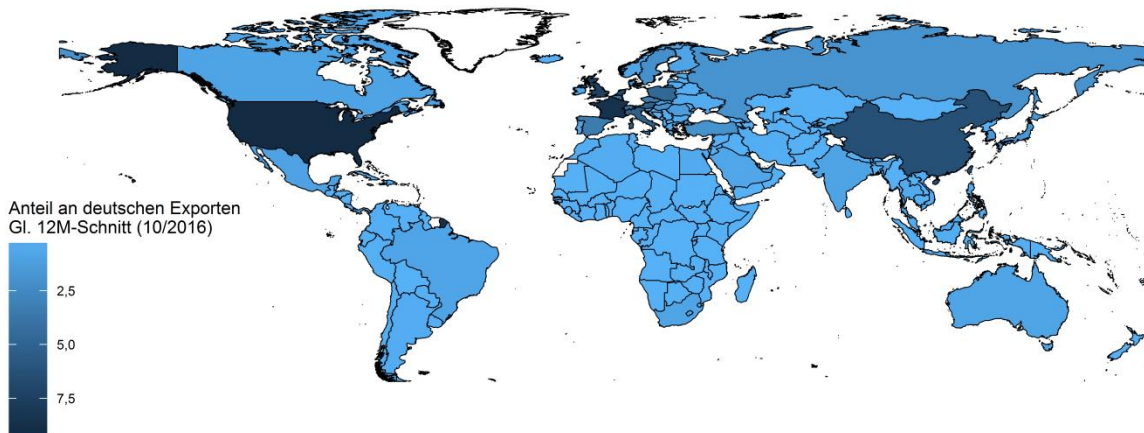 Anteil an deutschen Exporten
Gl. 12M-Schnitt (10/2016)
2,5
5,0
7,5